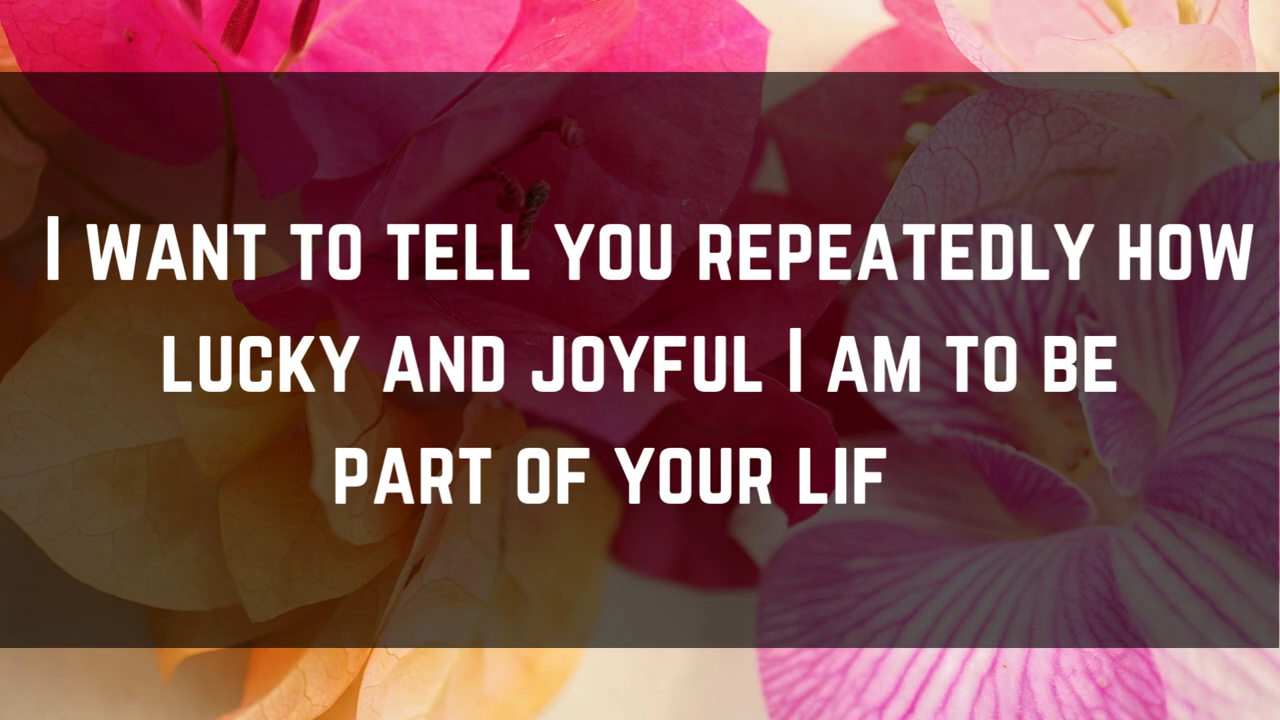 I WANT TO TELL YOU REPEATEDLY HOW
LUCKY AND JOYFUL I AM TO BE
PART OF YOUR LIF